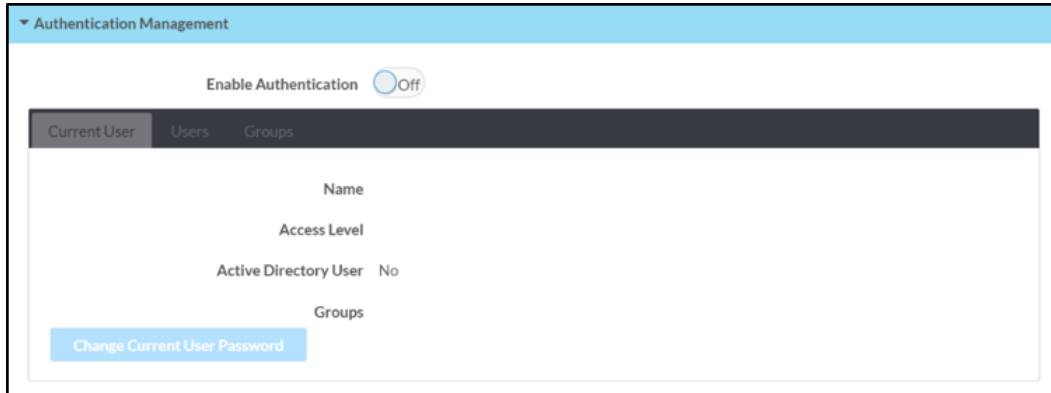 Authentication Management
Enable Authentication Off
Current User Users Groups
Name
Access Level
Active Directory User No
Groups
Change Current User Password